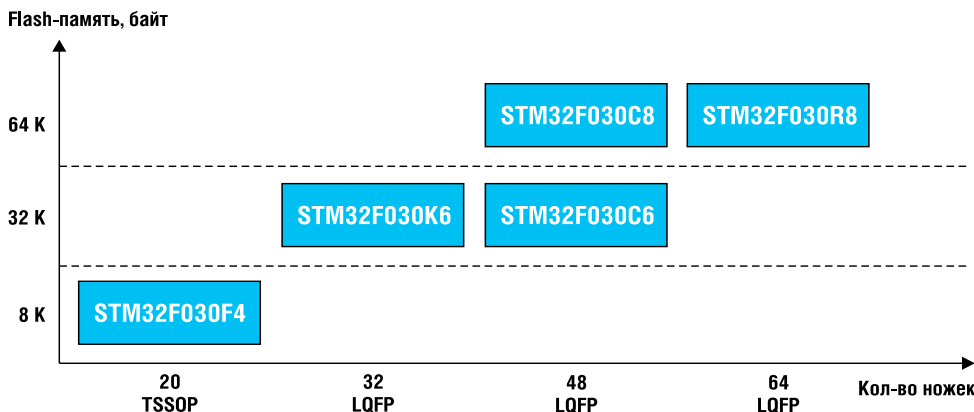 Flash-память, байт
64 K
STM32F030C8
STM32F030R8
32 K
STM32F030K6
STM32F030C6
8 K
STM32F030F4
20
TSSOP
32
LQFP
48
LQFP
64
LQFP
Кол-во ножек